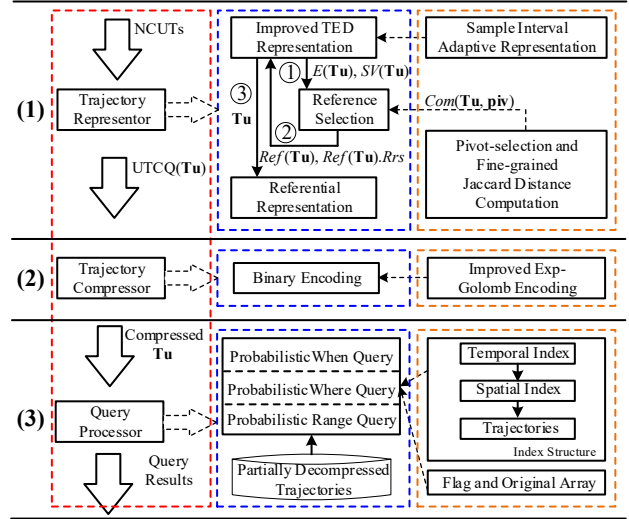 NCUTs
(1)
Trajectory
Representor
UTCQ(Tu)
Improved TED
Representation
Sample Interval
Adaptive Representation
① E(Tu), SV(Tu)
③
Tu
Reference
Selection
②
Com(Tu, piv)
Ref(Tu), Ref(Tu).Rrs
Referential
Representation
Pivot-selection and
Fine-grained
Jaccard Distance
Computation
(2)
Trajectory
Compressor
Binary Encoding
Improved Exp-
Golomb Encoding
Compressed
Tu
(3)
Query
Processor
Query
Results
Probabilistic When Query
Probabilistic Where Query
Probabilistic Range Query
Partially Decompressed
Trajectories
Temporal Index
Spatial Index
Trajectories
Index Structure
Flag and Original Array